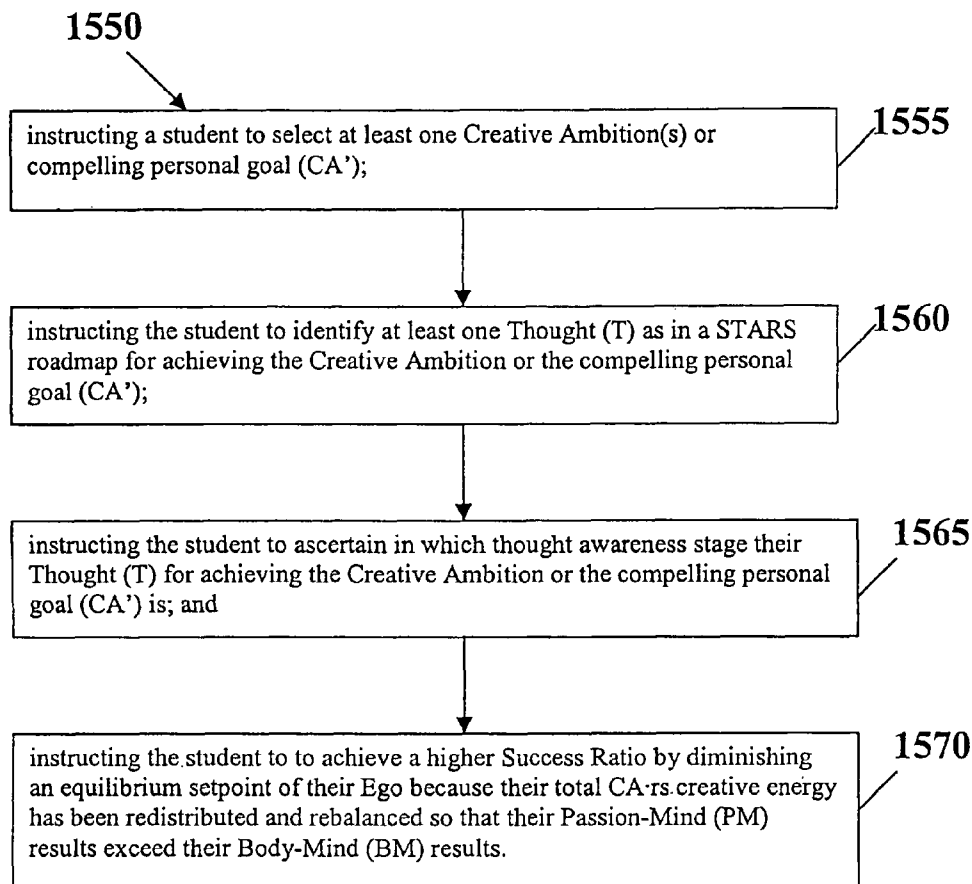 1550
instructing a student to select at least one Creative Ambition(s) or
compelling personal goal (CA');
1555
instructing the student to identify at least one Thought (T) as in a STARS
roadmap for achieving the Creative Ambition or the compelling personal
goal (CA');
1560
instructing the student to ascertain in which thought awareness stage their
Thought (T) for achieving the Creative Ambition or the compelling personal
goal (CA') is; and
1565
instructing the student to to achieve a higher Success Ratio by diminishing
an equilibrium setpoint of their Ego because their total CA·rs creative energy
has been redistributed and rebalanced so that their Passion-Mind (PM)
results exceed their Body-Mind (BM) results.
1570